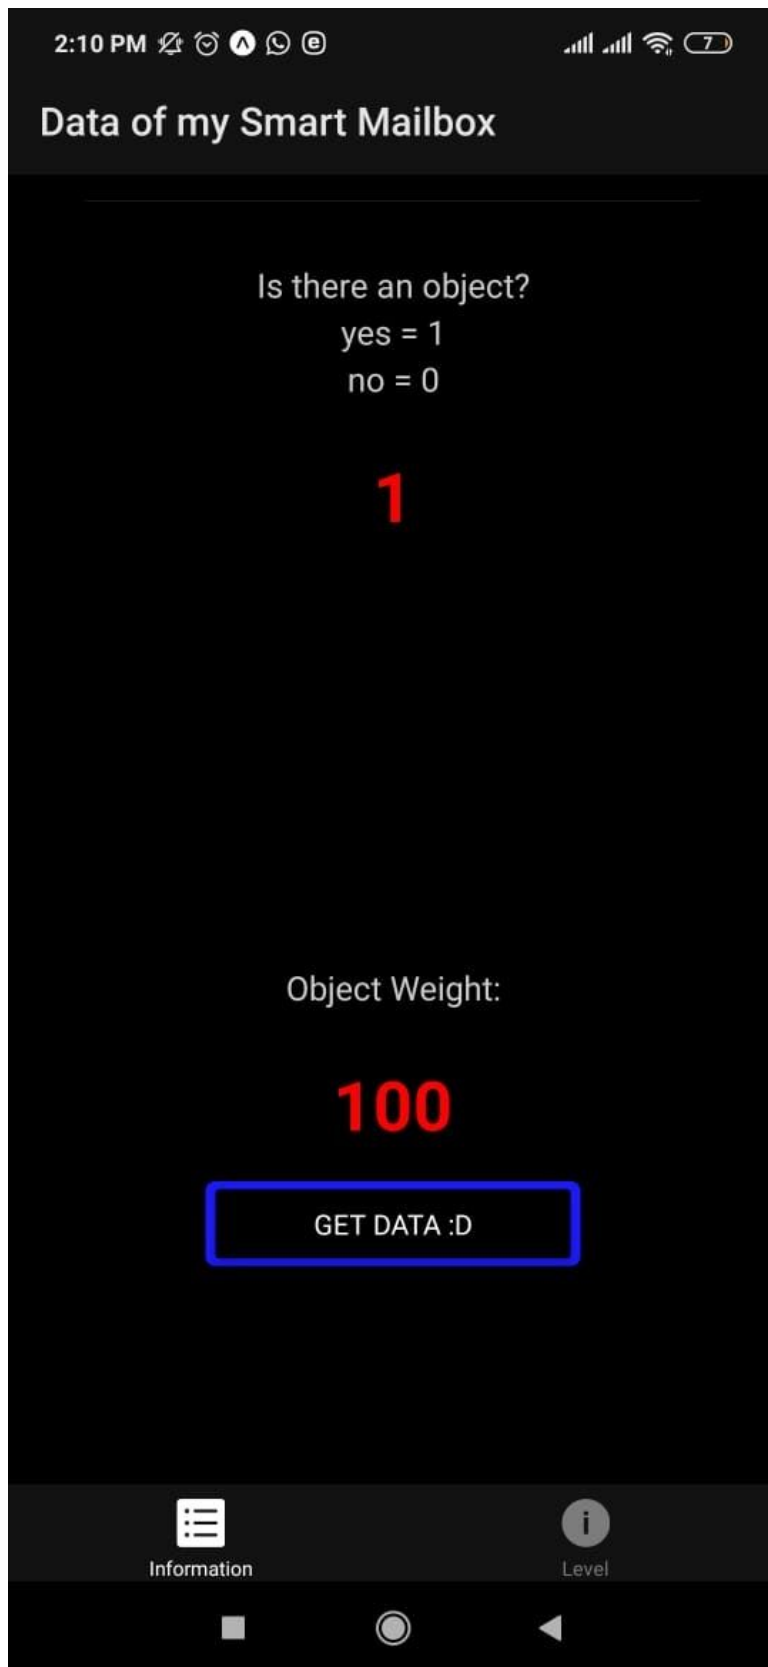 2:10 PM
7
Data of my Smart Mailbox
Is there an object?
yes = 1
no = 0
1
Object Weight:
100
GET DATA :D
Information
Level